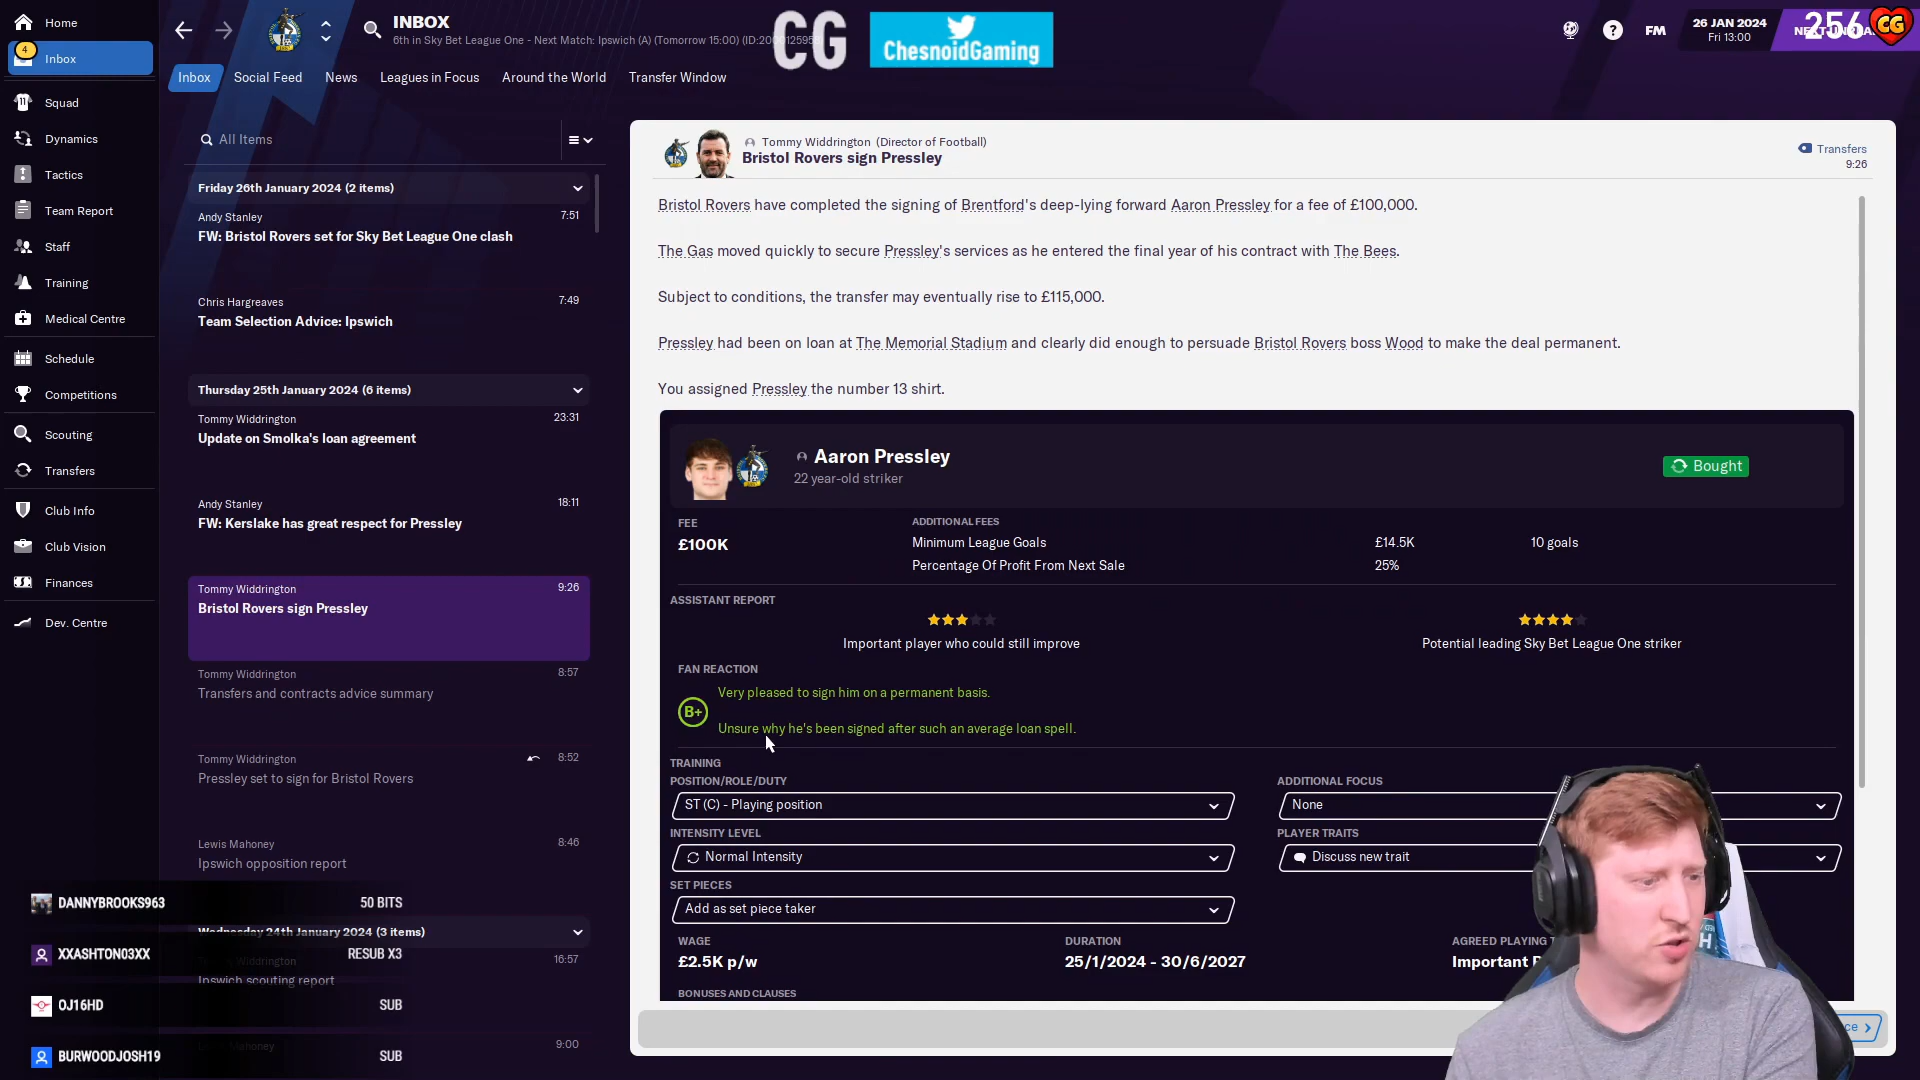 Home
4
Inbox
Squad
Dynamics
Tactics
Team Report
Staff
Training
Medical Centre
Schedule
Competitions
Scouting
Transfers
Club Info
Club Vision
Finances
Dev. Centre
INBOX
6th in Sky Bet League One - Next Match: Ipswich (A) (Tomorrow 15:00)
CG
ChesnoidGaming
FM
26 JAN 2024
Fri 13:00
256
CG
Inbox
Social Feed
News
Leagues in Focus
Around the World
Transfer Window
All Items
Friday 26th January 2024 (2 items)
Andy Stanley
7:51
FW: Bristol Rovers set for Sky Bet League One clash
Chris Hargreaves
7:49
Team Selection Advice: Ipswich
Thursday 25th January 2024 (6 items)
Tommy Widdrington
23:31
Update on Smolka's loan agreement
Andy Stanley
18:11
FW: Kerslake has great respect for Pressley
Tommy Widdrington
9:26
Bristol Rovers sign Pressley
Tommy Widdrington
8:57
Transfers and contracts advice summary
Tommy Widdrington
8:52
Pressley set to sign for Bristol Rovers
Lewis Mahoney
8:46
Ipswich opposition report
Wednesday 24th January 2024 (3 items)
Widdrington
16:57
Ipswich scouting report
Mahoney
9:00
DANNYBROOKS963
50 BITS
XXASHTON03XX
RESUB X3
OJ16HD
SUB
BURWOODJOSH19
SUB
Tommy Widdrington (Director of Football)
Bristol Rovers sign Pressley
Transfers
9:26
Bristol Rovers have completed the signing of Brentford's deep-lying forward Aaron Pressley for a fee of £100,000.
The Gas moved quickly to secure Pressley's services as he entered the final year of his contract with The Bees.
Subject to conditions, the transfer may eventually rise to £115,000.
Pressley had been on loan at The Memorial Stadium and clearly did enough to persuade Bristol Rovers boss Wood to make the deal permanent.
You assigned Pressley the number 13 shirt.
Aaron Pressley
22 year-old striker
Bought
FEE
£100K
ADDITIONAL FEES
Minimum League Goals
£14.5K
10 goals
Percentage Of Profit From Next Sale
25%
ASSISTANT REPORT
Important player who could still improve
Potential leading Sky Bet League One striker
FAN REACTION
B+
Very pleased to sign him on a permanent basis.
Unsure why he's been signed after such an average loan spell.
TRAINING
POSITION/ROLE/DUTY
ST (C) - Playing position
ADDITIONAL FOCUS
None
INTENSITY LEVEL
Normal Intensity
PLAYER TRAITS
Discuss new trait
SET PIECES
Add as set piece taker
WAGE
£2.5K p/w
DURATION
25/1/2024 - 30/6/2027
AGREED PLAYING
Important
BONUSES AND CLAUSES